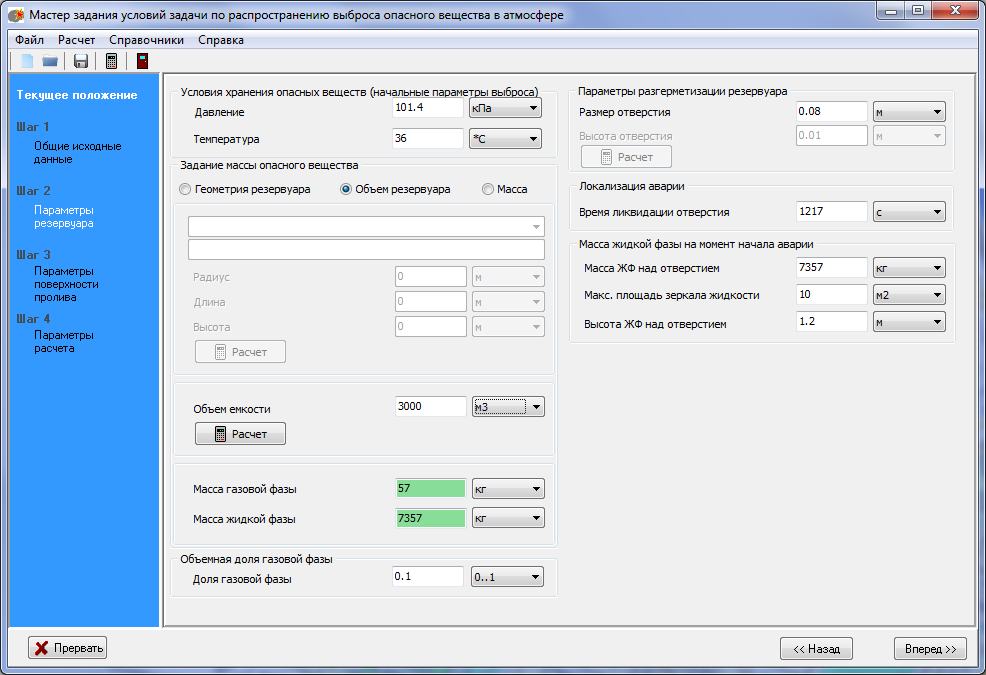 Мастер задания условий задачи по распространению выброса опасного вещества в атмосфере
Файл Расчет Справочники Справка
Текущее положение
Шаг 1
Общие исходные
данные
Шаг 2
Параметры
резервуара
Шаг 3
Параметры
поверхности
пролива
Шаг 4
Параметры
расчета
Условия хранения опасных веществ (начальные параметры выброса)
Давление 101.4 кПа
Температура 36 °C
Задание массы опасного вещества
Геометрия резервуара Объем резервуара Масса
Радиус 0 м
Длина 0 м
Высота 0 м
Расчет
Объем емкости 3000 м3
Расчет
Масса газовой фазы 57 кг
Масса жидкой фазы 7357 кг
Объемная доля газовой фазы
Доля газовой фазы 0.1 0..1
Параметры разгерметизации резервуара
Размер отверстия 0.08 м
Высота отверстия 0.01 м
Расчет
Локализация аварии
Время ликвидации отверстия 1217 с
Масса жидкой фазы на момент начала аварии
Масса ЖФ над отверстием 7357 кг
Макс. площадь зеркала жидкости 10 м2
Высота ЖФ над отверстием 1.2 м
Прервать
<< Назад
Вперед >>